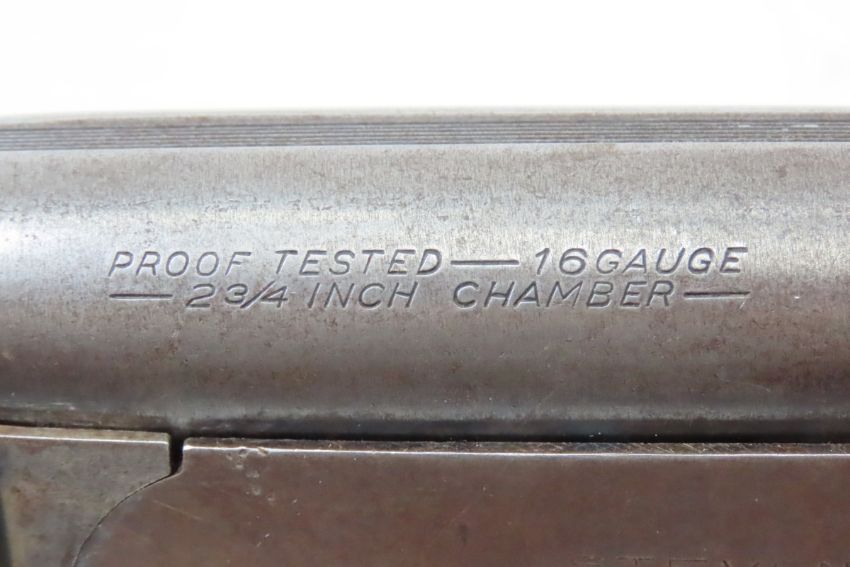 PROOF TESTED — 16 GAUGE
— 2 3/4 INCH CHAMBER —